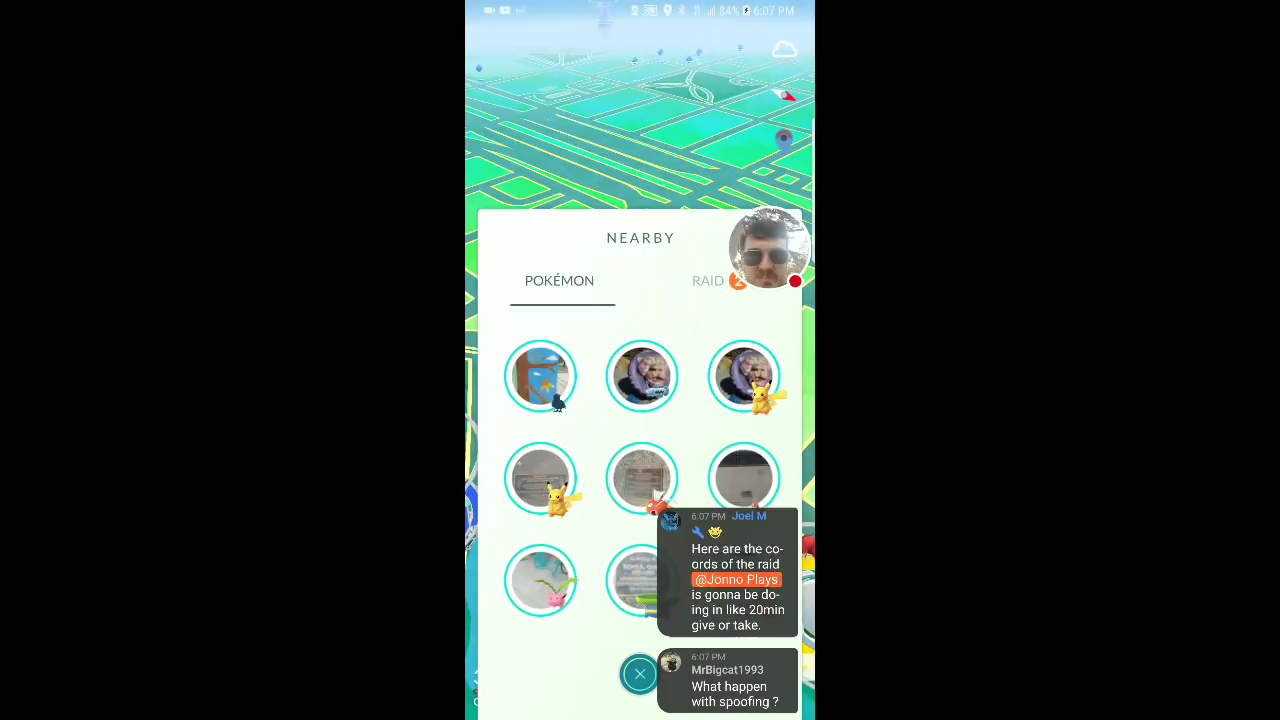 84% 6:07 PM
NEARBY
POKÉMON
RAID 2
6:07 PM Joel M
Here are the co-
ords of the raid
@Jonno Plays
is gonna be do-
ing in like 20min
give or take.
6:07 PM
MrBigcat1993
What happen
with spoofing ?